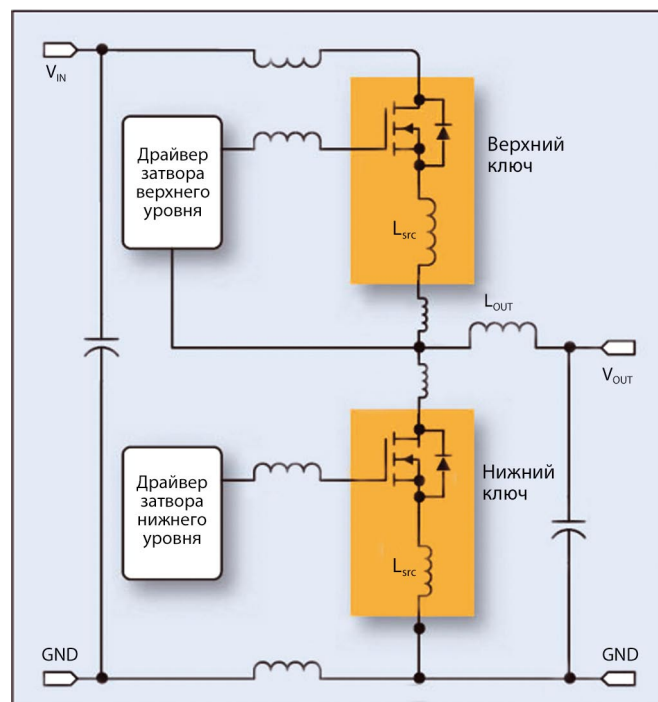 V_IN
Драйвер
затвора
верхнего
уровня
Верхний
ключ
L_src
L_OUT
V_OUT
Драйвер
затвора
нижнего
уровня
Нижний
ключ
L_src
GND
GND